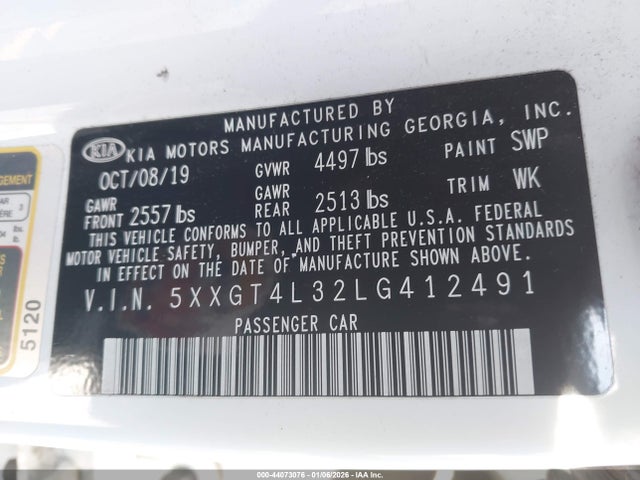 MANUFACTURED BY
KIA KIA MOTORS MANUFACTURING GEORGIA, INC.
OCT/08/19 GVWR 4497 lbs PAINT SWP
GAWR FRONT 2557 lbs GAWR REAR 2513 lbs TRIM WK
THIS VEHICLE CONFORMS TO ALL APPLICABLE U.S.A. FEDERAL
MOTOR VEHICLE SAFETY, BUMPER, AND THEFT PREVENTION STANDARDS
IN EFFECT ON THE DATE OF MANUFACTURE SHOWN ABOVE.
V.I.N. 5XXGT4L32LG412491
PASSENGER CAR
5120
000-44073076 - 01/06/2026 - IAA Inc.